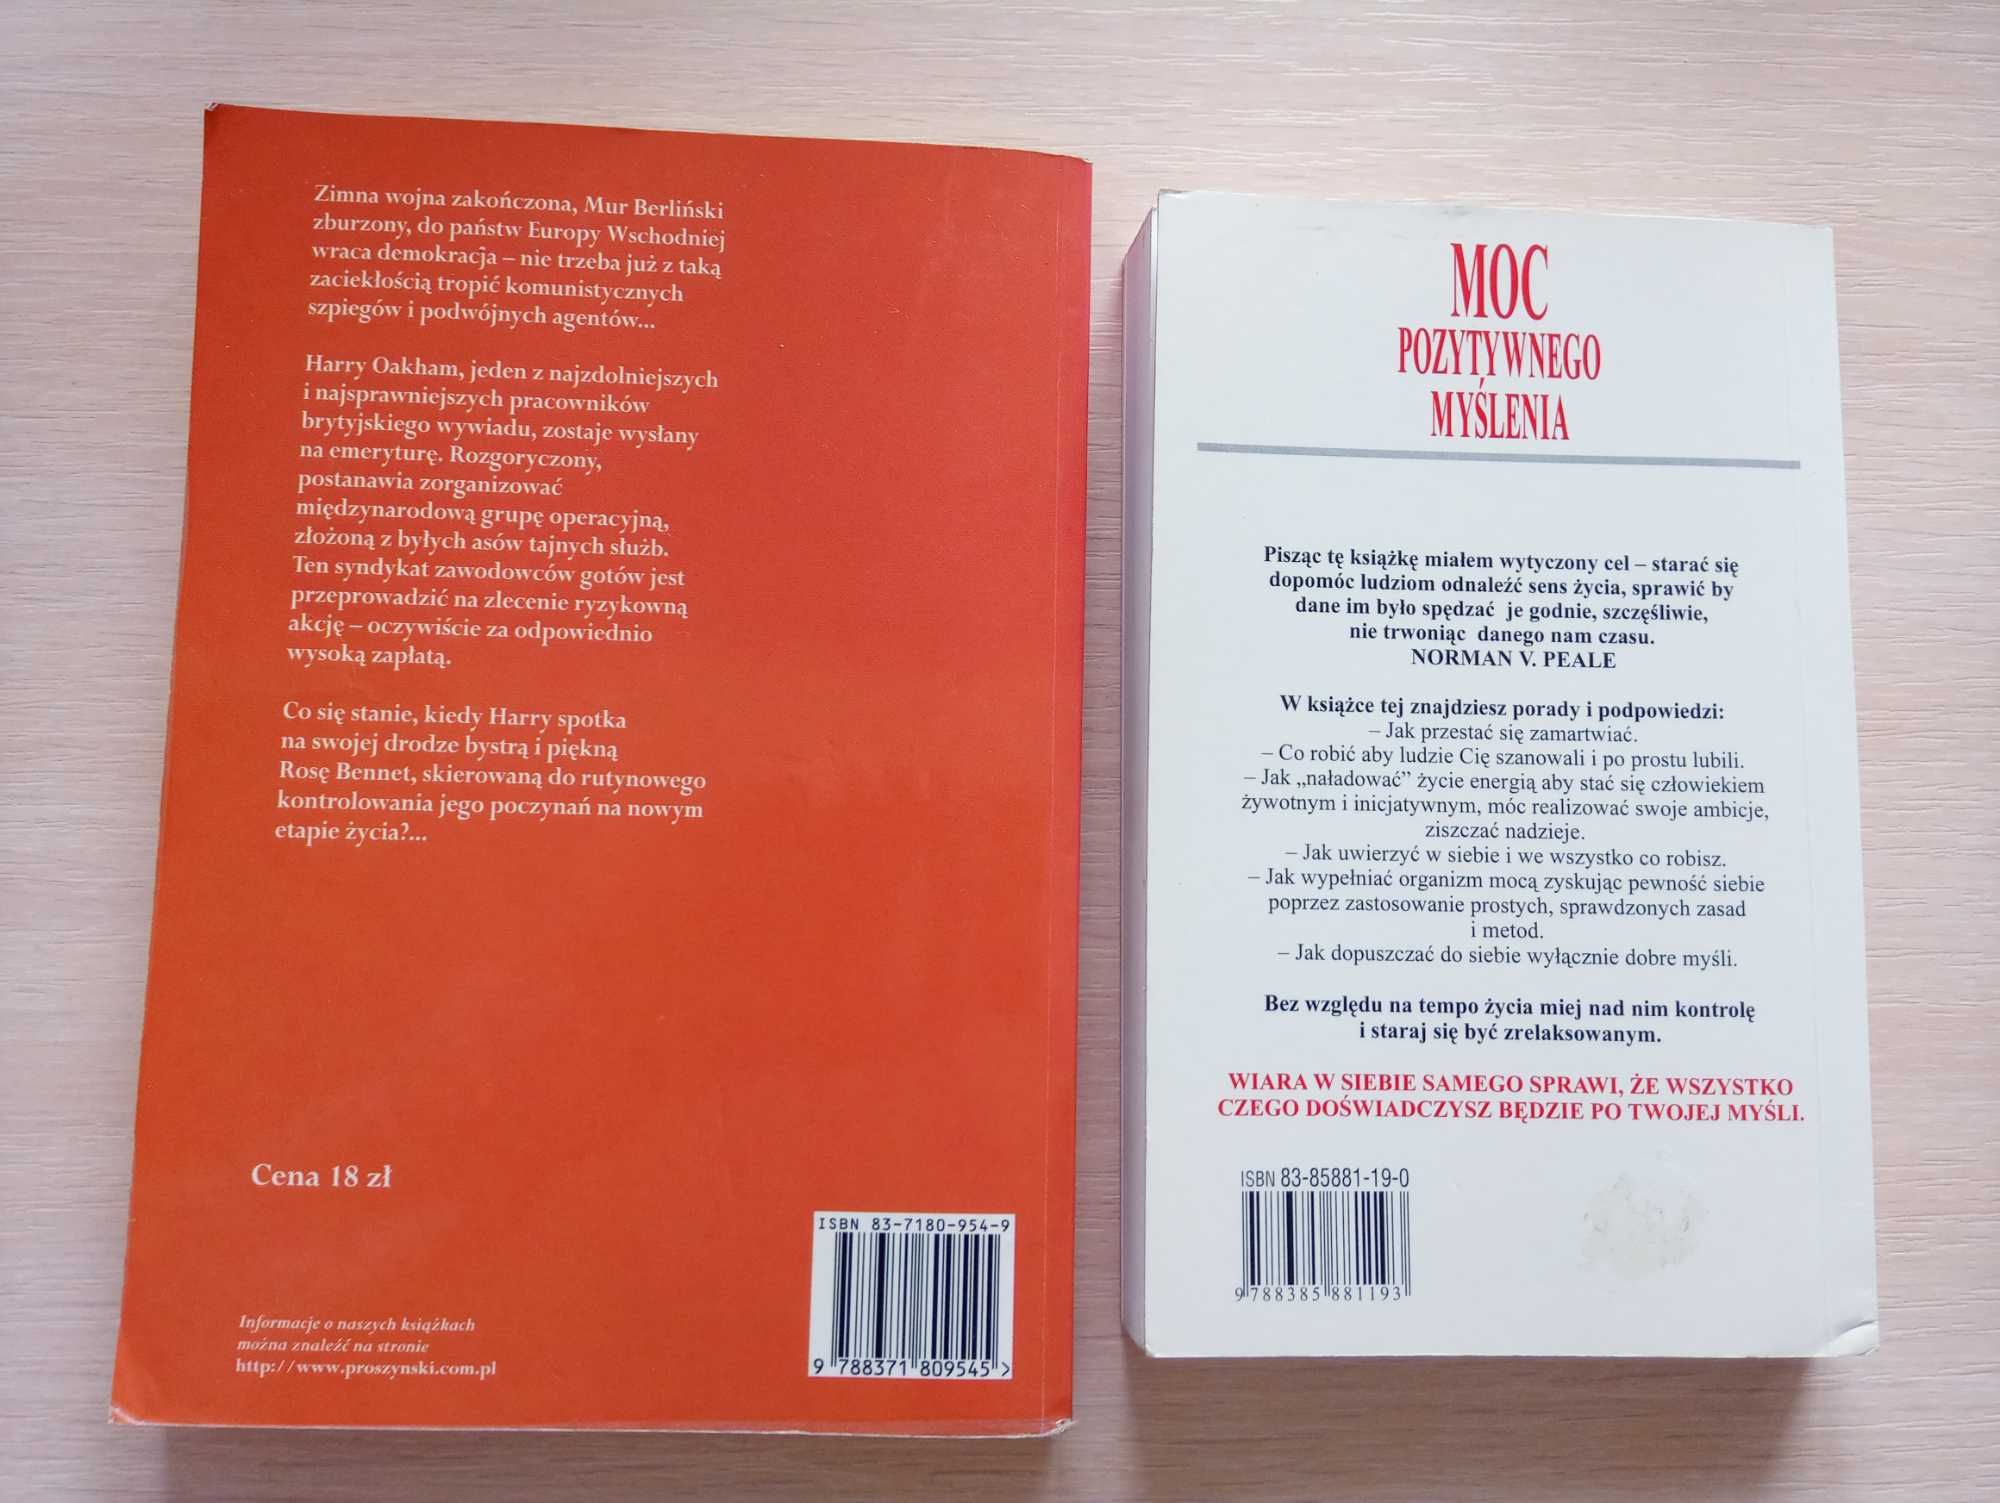 Zimna wojna zakończona, Mur Berliński
zburzony, do państw Europy Wschodniej
wraca demokracja – nie trzeba już z taką
zaciekłością tropić komunistycznych
szpiegów i podwójnych agentów...
Harry Oakham, jeden z najzdolniejszych
i najsprawniejszych pracowników
brytyjskiego wywiadu, zostaje wysłany
na emeryturę. Rozgoryczony,
postanawia zorganizować
międzynarodową grupę operacyjną,
złożoną z byłych asów tajnych służb.
Ten syndykat zawodowców gotów jest
przeprowadzić na zlecenie ryzykowną
akcję – oczywiście za odpowiednio
wysoką zapłatą.
Co się stanie, kiedy Harry spotka
na swojej drodze bystrą i piękną
Rosę Bennet, skierowaną do rutynowego
kontrolowania jego poczynań na nowym
etapie życia?...
Cena 18 zł
ISBN 83-7180-954-9
9 788371 809545 >
Informacje o naszych książkach
można znaleźć na stronie
http://www.proszynski.com.pl
MOC
POZYTYWNEGO
MYŚLENIA
Pisząc tę książkę miałem wytyczony cel – starać się
dopomóc ludziom odnaleźć sens życia, sprawić by
dane im było spędzać je godnie, szczęśliwie,
nie trwoniąc danego nam czasu.
NORMAN V. PEALE
W książce tej znajdziesz porady i podpowiedzi:
– Jak przestać się zamartwiać.
– Co robić aby ludzie Cię szanowali i po prostu lubili.
– Jak „naładować” życie energią aby stać się człowiekiem
żywotnym i inicjatywnym, móc realizować swoje ambicje,
ziszczać nadzieje.
– Jak uwierzyć w siebie i we wszystko co robisz.
– Jak wypełniać organizm mocą zyskując pewność siebie
poprzez zastosowanie prostych, sprawdzonych zasad
i metod.
– Jak dopuszczać do siebie wyłącznie dobre myśli.
Bez względu na tempo życia miej nad nim kontrolę
i staraj się być zrelaksowanym.
WIARA W SIEBIE SAMEGO SPRAWI, ŻE WSZYSTKO
CZEGO DOŚWIADCZYSZ BĘDZIE PO TWOJEJ MYŚLI.
ISBN 83-85881-19-0
9 788385 881193